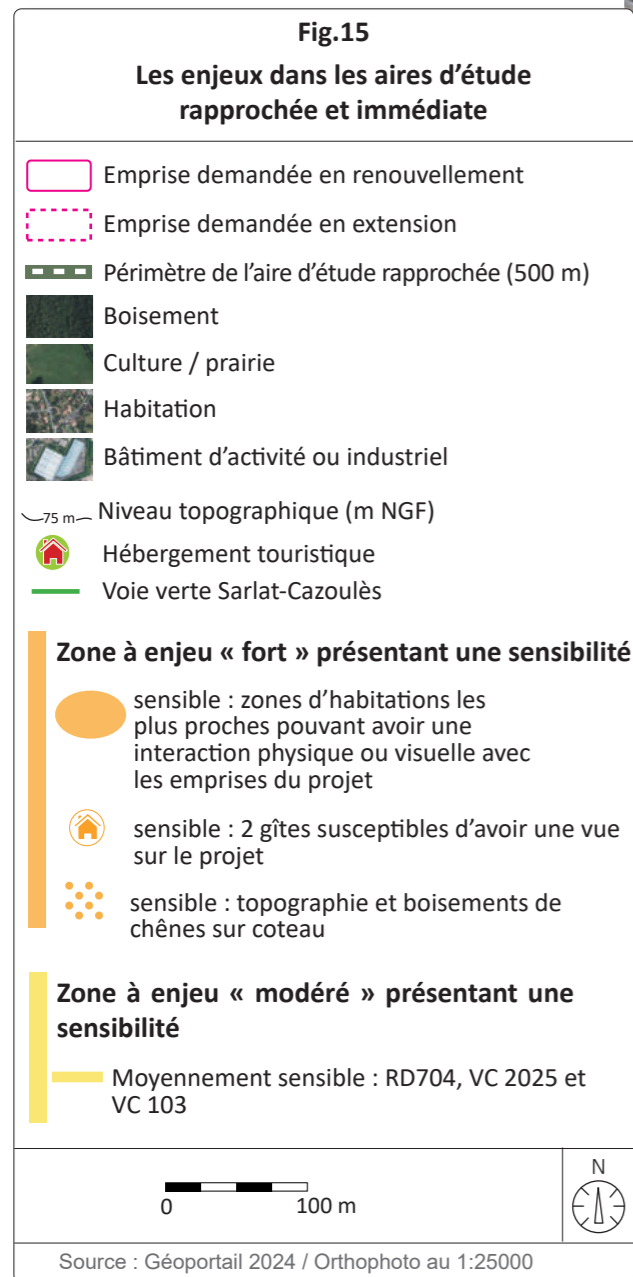 Fig.15
Les enjeux dans les aires d’étude
rapprochée et immédiate
Emprise demandée en renouvellement
Emprise demandée en extension
Périmètre de l’aire d’étude rapprochée (500 m)
Boisement
Culture / prairie
Habitation
Bâtiment d’activité ou industriel
75 m
Niveau topographique (m NGF)
Hébergement touristique
Voie verte Sarlat-Cazoulès
Zone à enjeu « fort » présentant une sensibilité
sensible : zones d’habitations les
plus proches pouvant avoir une
interaction physique ou visuelle avec
les emprises du projet
sensible : 2 gîtes susceptibles d’avoir une vue
sur le projet
sensible : topographie et boisements de
chênes sur coteau
Zone à enjeu « modéré » présentant une
sensibilité
Moyennement sensible : RD704, VC 2025 et
VC 103
0 100 m
N
Source : Géoportail 2024 / Orthophoto au 1:25000